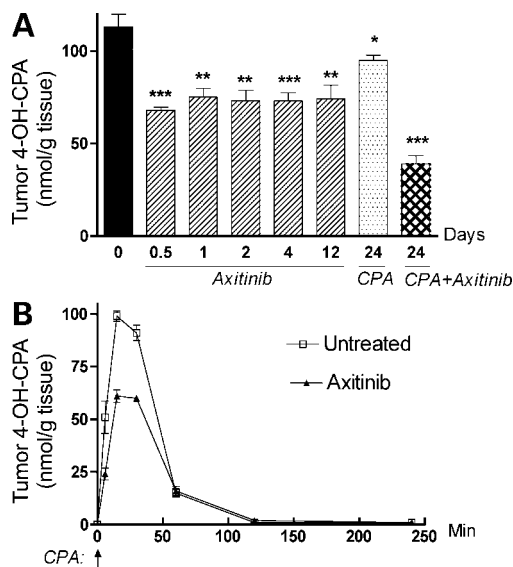 A
Tumor 4-OH-CPA
(nmol/g tissue)
100
50
0
*** ** ** *** ** * ***
0 0.5 1 2 4 12 24 24 Days
Axitinib CPA CPA+Axitinib
B
Tumor 4-OH-CPA
(nmol/g tissue)
100
75
50
25
0
Untreated
Axitinib
0 50 100 150 200 250 Min
CPA: